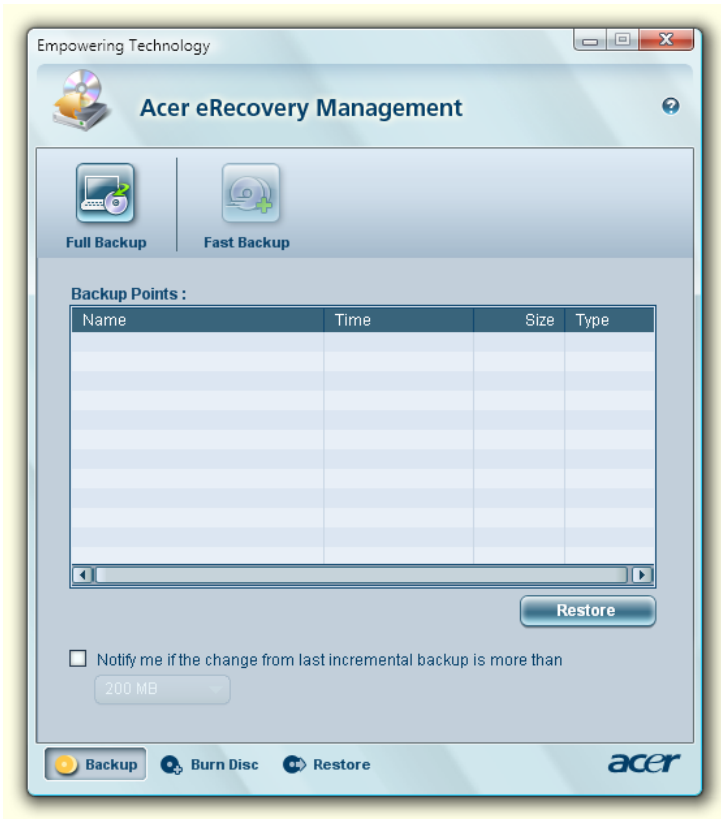 Empowering Technology
Acer eRecovery Management
Full Backup
Fast Backup
Backup Points :
Name Time Size Type
Restore
Notify me if the change from last incremental backup is more than
200 MB
Backup Burn Disc Restore acer